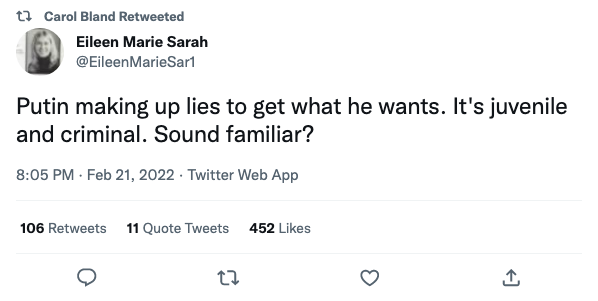 Carol Bland Retweeted
Eileen Marie Sarah
@EileenMarieSar1
Putin making up lies to get what he wants. It's juvenile
and criminal. Sound familiar?
8:05 PM · Feb 21, 2022 · Twitter Web App
106 Retweets 11 Quote Tweets 452 Likes